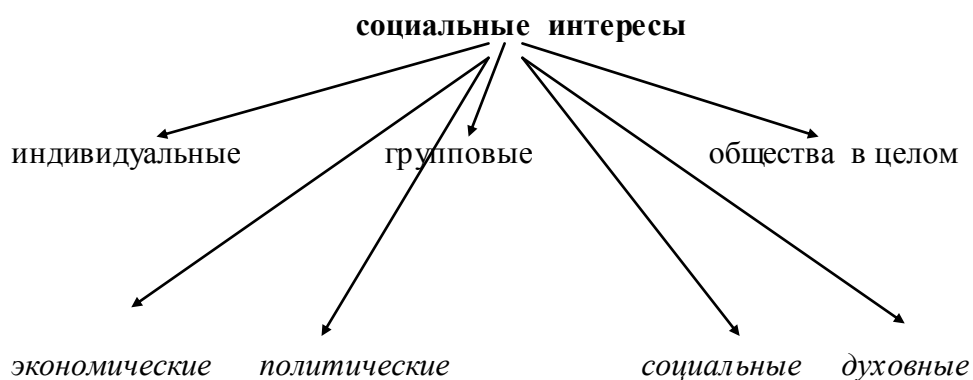 социальные интересы
индивидуальные групповые общества в целом
экономические политические социальные духовные